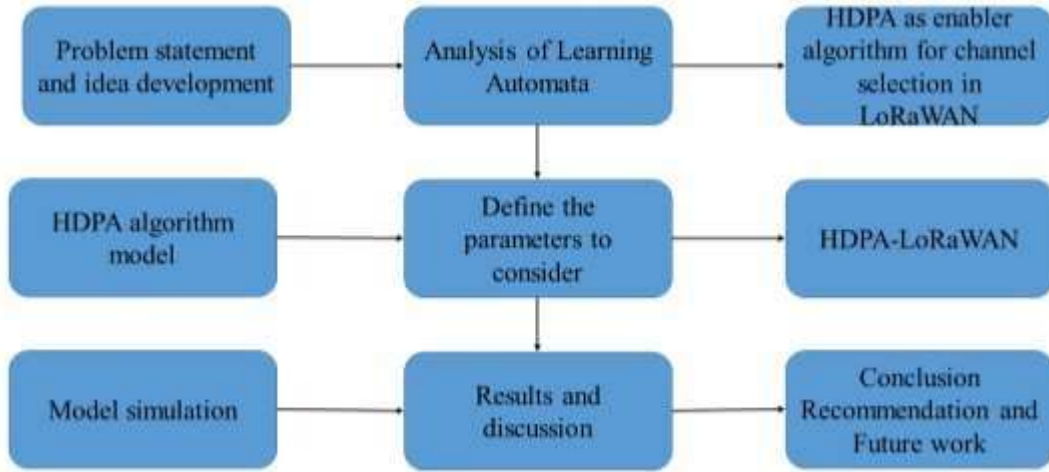 Problem statement
and idea development
Analysis of Learning
Automata
HDPA as enabler
algorithm for channel
selection in
LoRaWAN
HDPA algorithm
model
Define the
parameters to
consider
HDPA-LoRaWAN
Model simulation
Results and
discussion
Conclusion
Recommendation and
Future work